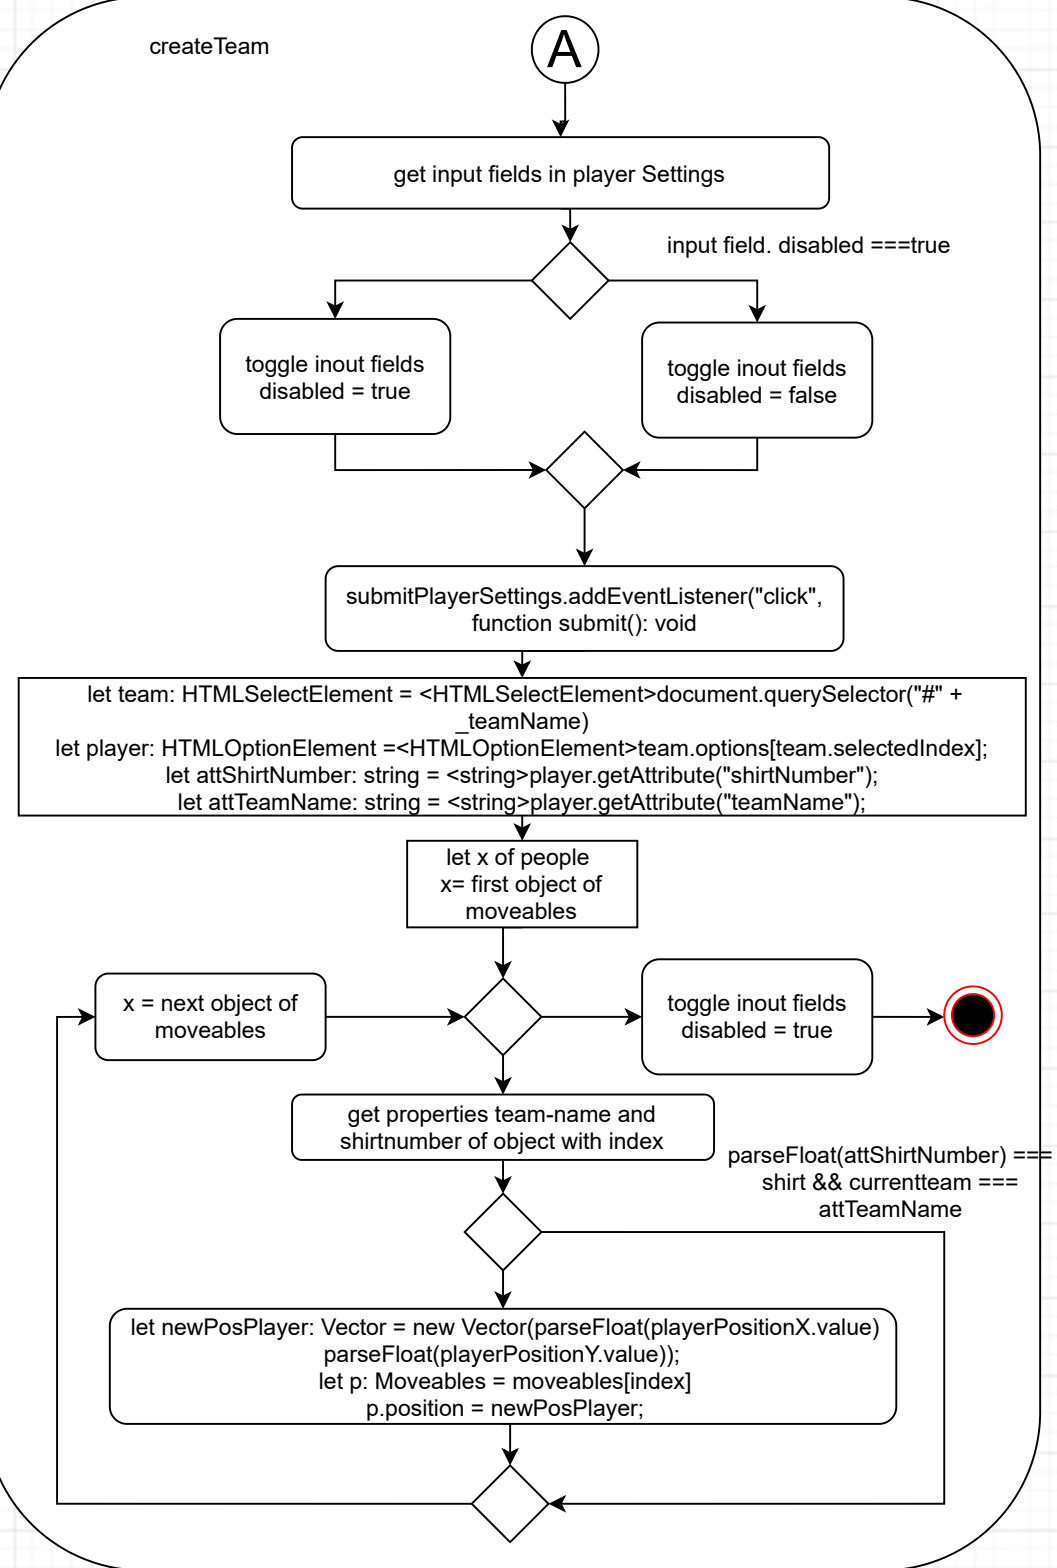 createTeam
A
get input fields in player Settings
input field. disabled ===true
toggle inout fields
disabled = true
toggle inout fields
disabled = false
submitPlayerSettings.addEventListener("click",
function submit(): void
let team: HTMLSelectElement = <HTMLSelectElement>document.querySelector("#" +
_teamName)
let player: HTMLOptionElement =<HTMLOptionElement>team.options[team.selectedIndex];
let attShirtNumber: string = <string>player.getAttribute("shirtNumber");
let attTeamName: string = <string>player.getAttribute("teamName");
let x of people
x= first object of
moveables
x = next object of
moveables
toggle inout fields
disabled = true
get properties team-name and
shirtnumber of object with index
parseFloat(attShirtNumber) ===
shirt && currentteam ===
attTeamName
let newPosPlayer: Vector = new Vector(parseFloat(playerPositionX.value)
parseFloat(playerPositionY.value));
let p: Moveables = moveables[index]
p.position = newPosPlayer;